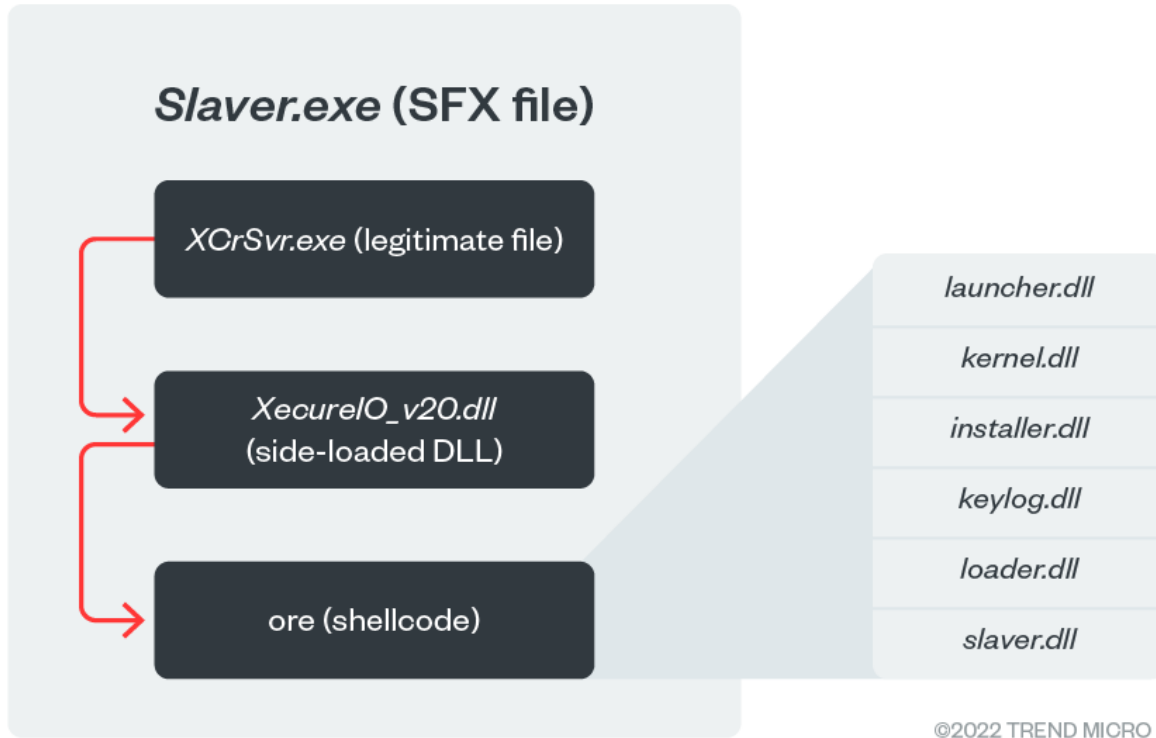 Slaver.exe (SFX file)
XCrSvr.exe (legitimate file)
XecureIO_v20.dll
(side-loaded DLL)
ore (shellcode)
launcher.dll
kernel.dll
installer.dll
keylog.dll
loader.dll
slaver.dll
©2022 TREND MICRO